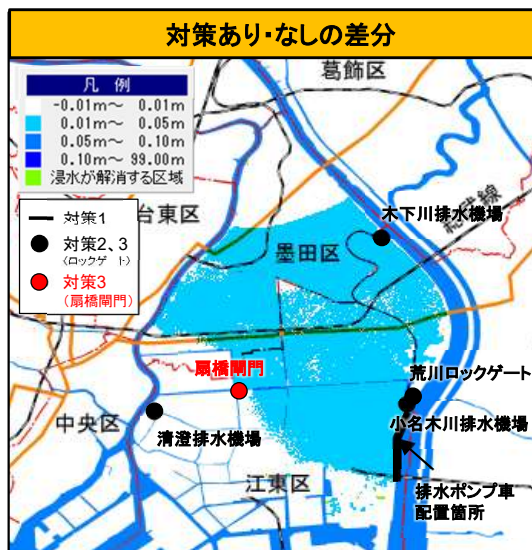 対策あり・なしの差分
凡 例
-0.01m～ 0.01m
0.01m～ 0.05m
0.05m～ 0.10m
0.10m～ 99.00m
浸水が解消する区域
対策1
対策2、3
（ロックゲート）
対策3
（扇橋閘門）
葛飾区
台東区
総武線
木下川排水機場
墨田区
扇橋閘門
荒川ロックゲート
中央区
小名木川排水機場
清澄排水機場
江東区
排水ポンプ車
配置箇所